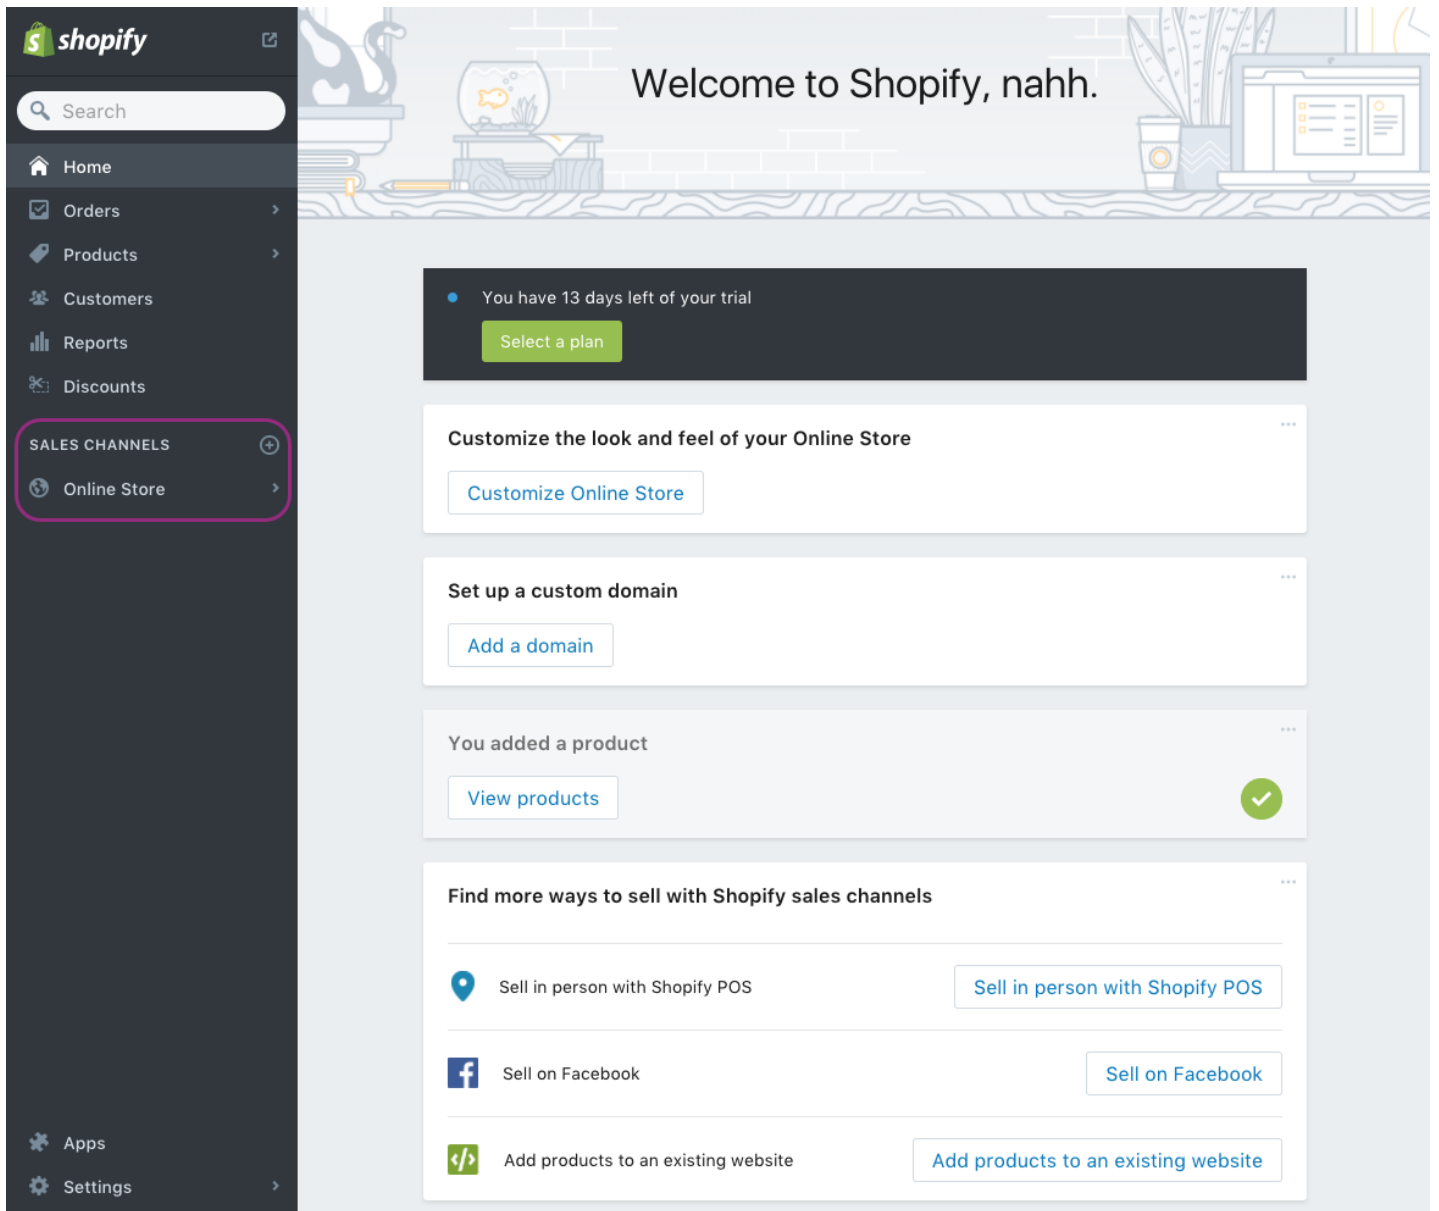 shopify
Search
Home
Orders
Products
Customers
Reports
Discounts
SALES CHANNELS
Online Store
Apps
Settings
Welcome to Shopify, nahh.
You have 13 days left of your trial
Select a plan
Customize the look and feel of your Online Store
Customize Online Store
Set up a custom domain
Add a domain
You added a product
View products
Find more ways to sell with Shopify sales channels
Sell in person with Shopify POS
Sell in person with Shopify POS
Sell on Facebook
Sell on Facebook
Add products to an existing website
Add products to an existing website